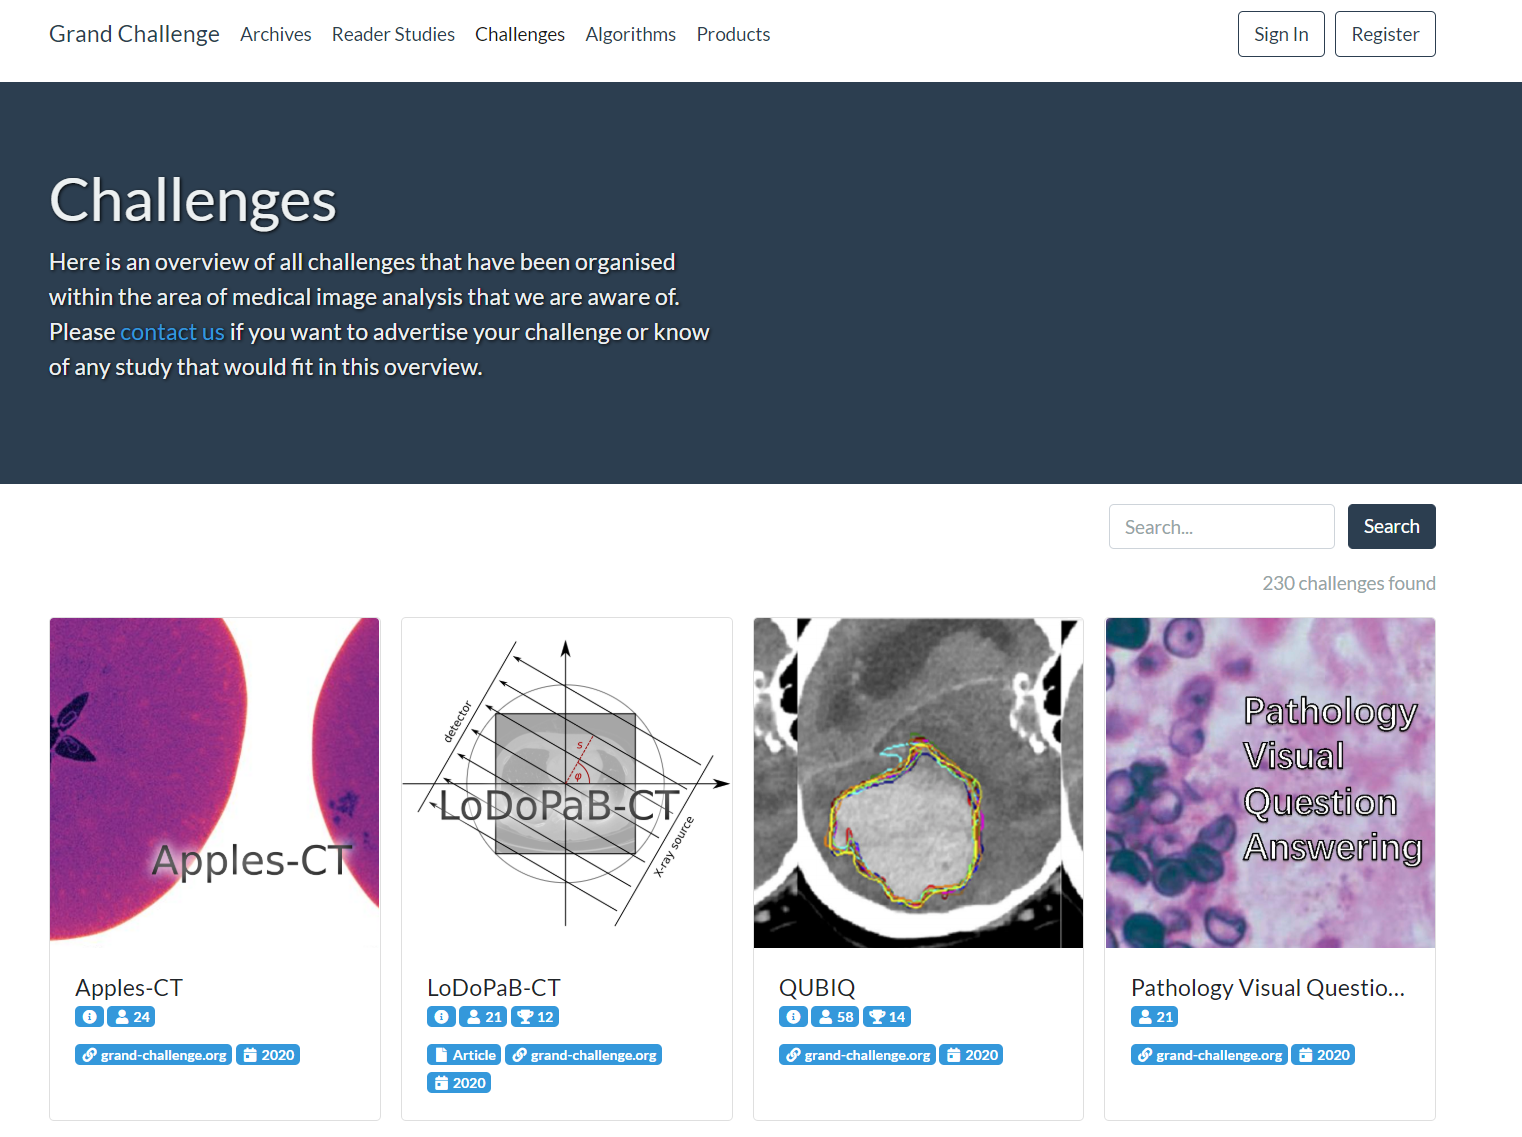 Grand Challenge Archives Reader Studies Challenges Algorithms Products Sign In Register
Challenges
Here is an overview of all challenges that have been organised
within the area of medical image analysis that we are aware of.
Please contact us if you want to advertise your challenge or know
of any study that would fit in this overview.
Search... Search
230 challenges found
Apples-CT
detector
s
φ
LoDoPaB-CT
X-ray source
Pathology
Visual
Question
Answering
Apples-CT
24
grand-challenge.org 2020
LoDoPaB-CT
21 12
Article grand-challenge.org
2020
QUBIQ
58 14
grand-challenge.org 2020
Pathology Visual Questio...
21
grand-challenge.org 2020